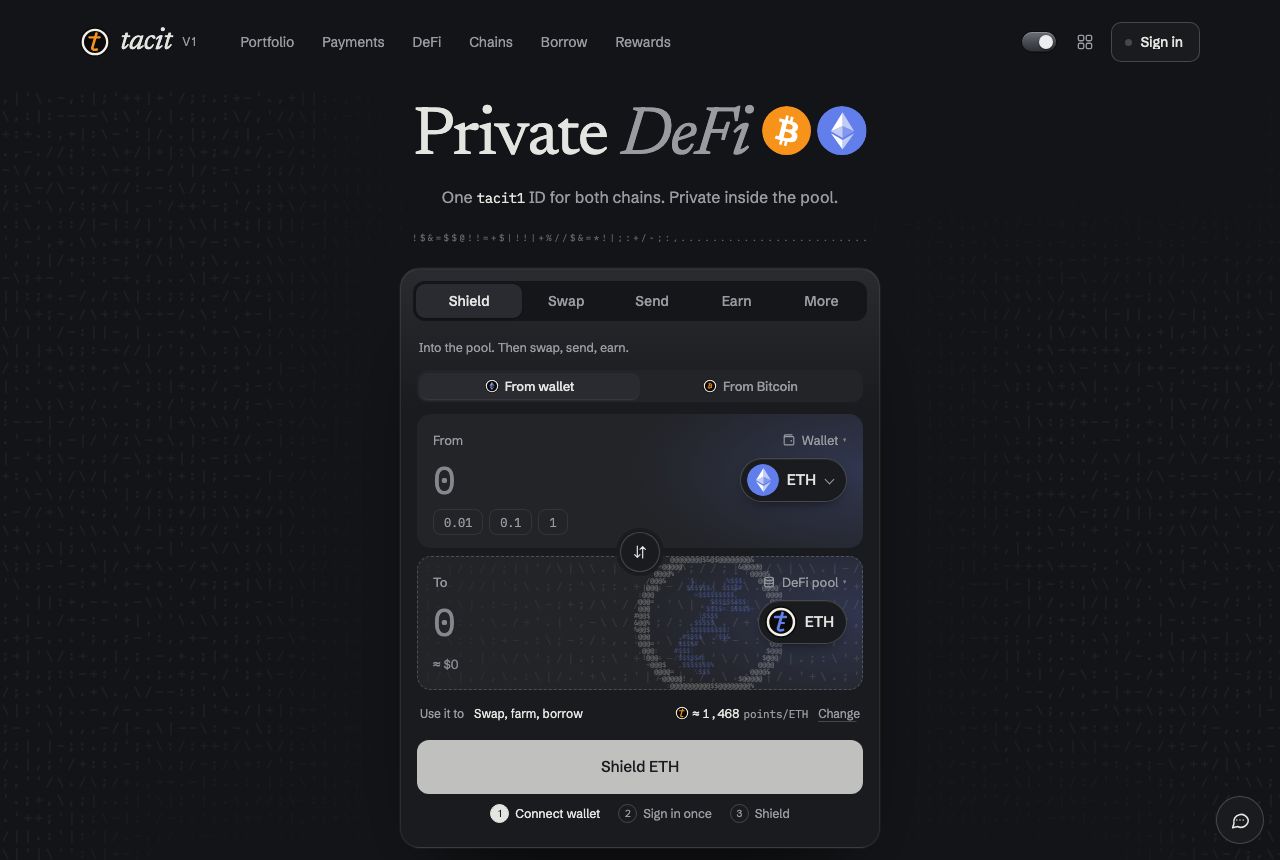 tacit V1
Portfolio
Payments
DeFi
Chains
Borrow
Rewards
Sign in
Private DeFi
One tacit1 ID for both chains. Private inside the pool.
!$&=$$@!!=+$|!!|+%//$&=*!|;:+/-;:,........................
Shield
Swap
Send
Earn
More
Into the pool. Then swap, send, earn.
From wallet
From Bitcoin
From
Wallet
0
ETH
0.01
0.1
1
To
DeFi pool
0
ETH
≈ $0
Use it to Swap, farm, borrow
≈ 1,468 points/ETH Change
Shield ETH
1 Connect wallet
2 Sign in once
3 Shield